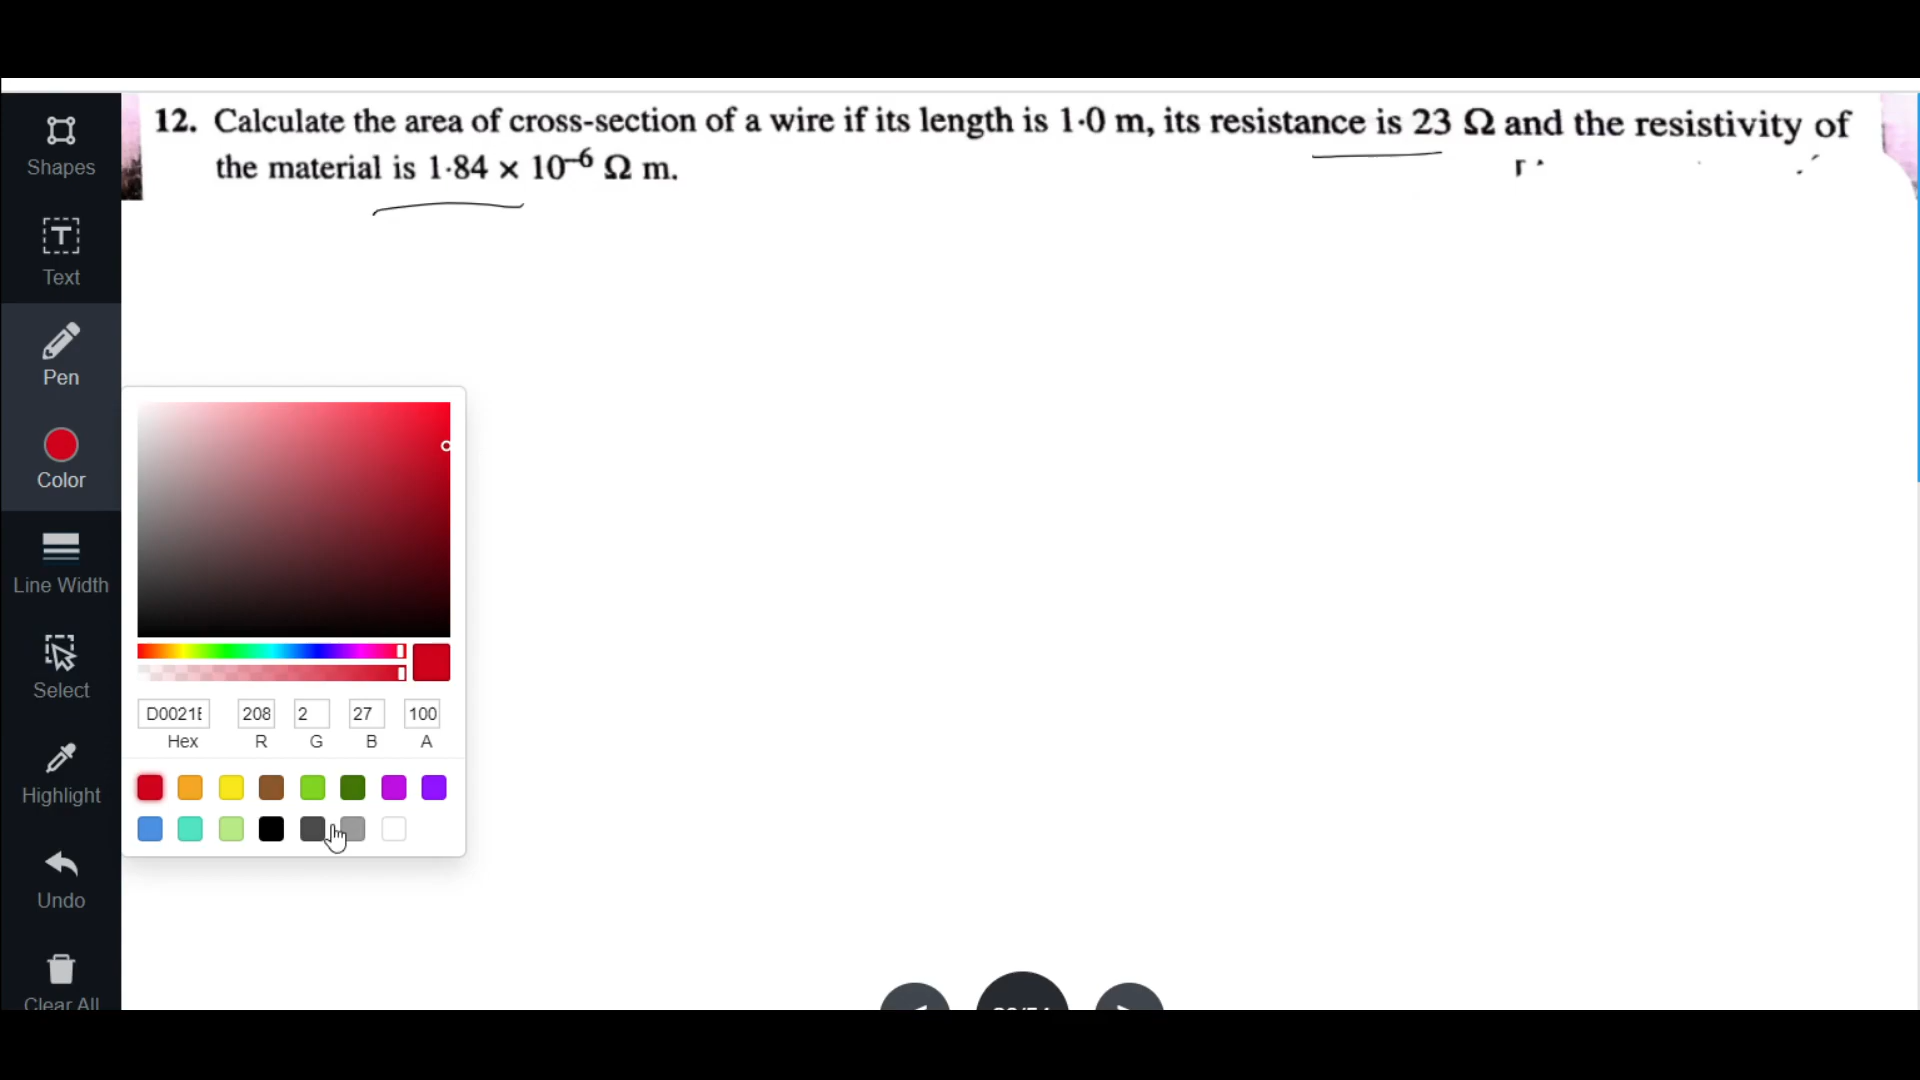 12. Calculate the area of cross-section of a wire if its length is 1·0 m, its resistance is 23 Ω and the resistivity of
the material is 1·84 × 10⁻⁶ Ω m.
Shapes
Text
Pen
Color
Line Width
Select
Highlight
Undo
Clear All
D0021
208
2
27
100
Hex
R
G
B
A